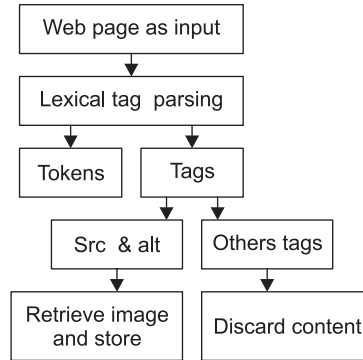 Web page as input
Lexical tag parsing
Tokens
Tags
Src & alt
Others tags
Retrieve image
and store
Discard content